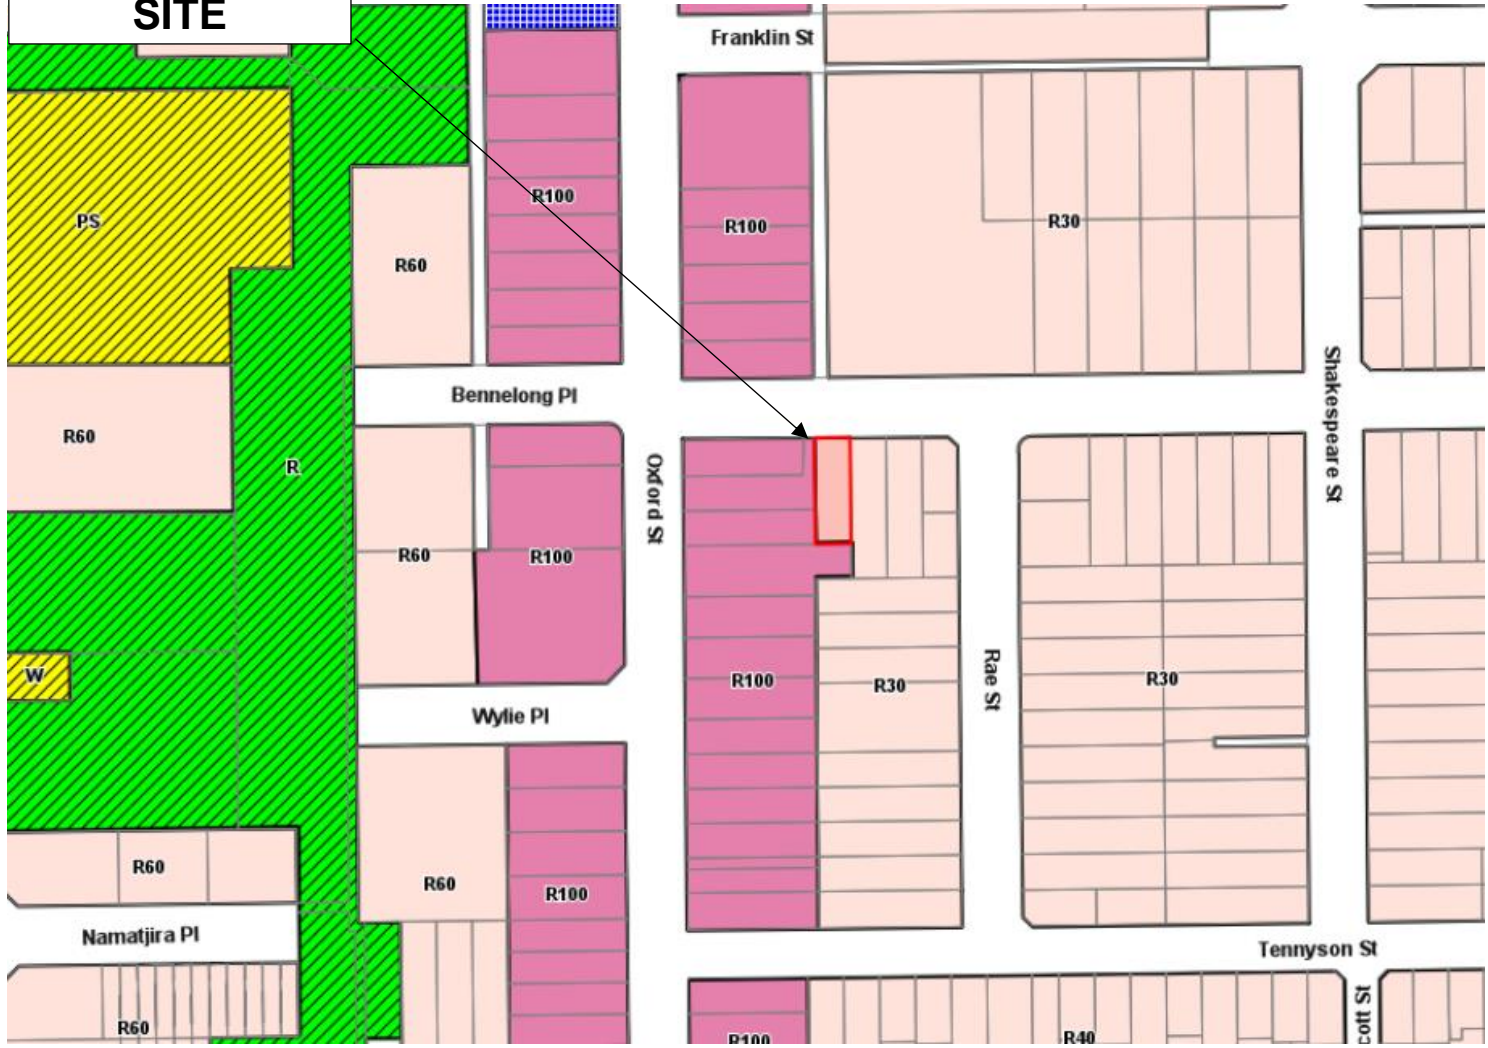 SITE
Franklin St
R100
PS
R100
R30
R60
Shakespeare St
Bennelong Pl
R60
Oxford St
R
R60
R100
W
R100
R30
Rae St
R30
Wylie Pl
R60
R60
R100
Namatjira Pl
Tennyson St
R60
R100
R40
cott St